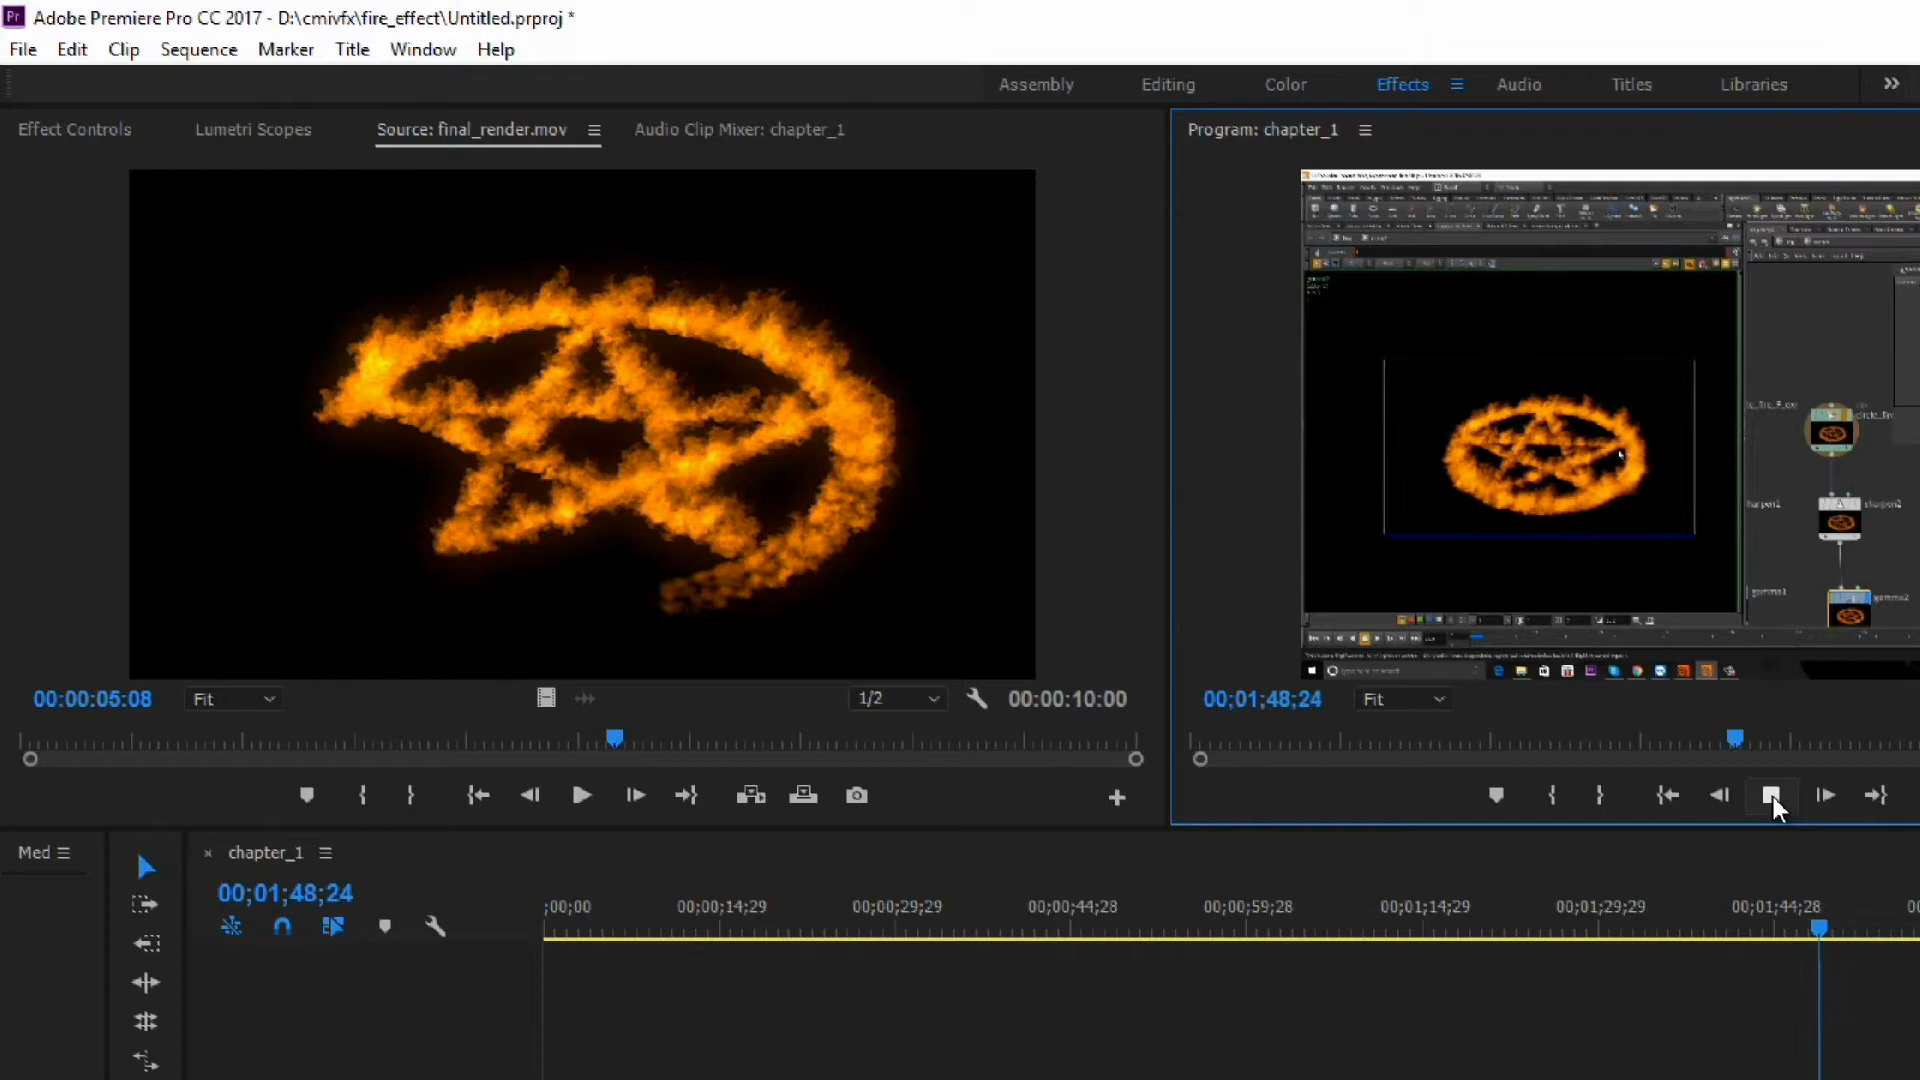 Pr Adobe Premiere Pro CC 2017 - D:\cmivfx\fire_effect\Untitled.prproj *
File Edit Clip Sequence Marker Title Window Help
Assembly Editing Color Effects Audio Titles Libraries
Effect Controls Lumetri Scopes Source: final_render.mov Audio Clip Mixer: chapter_1
Program: chapter_1
sharpen2
gamma1 gamma2
00:00:05:08 Fit 1/2 00:00:10:00
00;01;48;24 Fit
Med
× chapter_1
00;01;48;24
;00;00 00;00;14;29 00;00;29;29 00;00;44;28 00;00;59;28 00;01;14;29 00;01;29;29 00;01;44;28